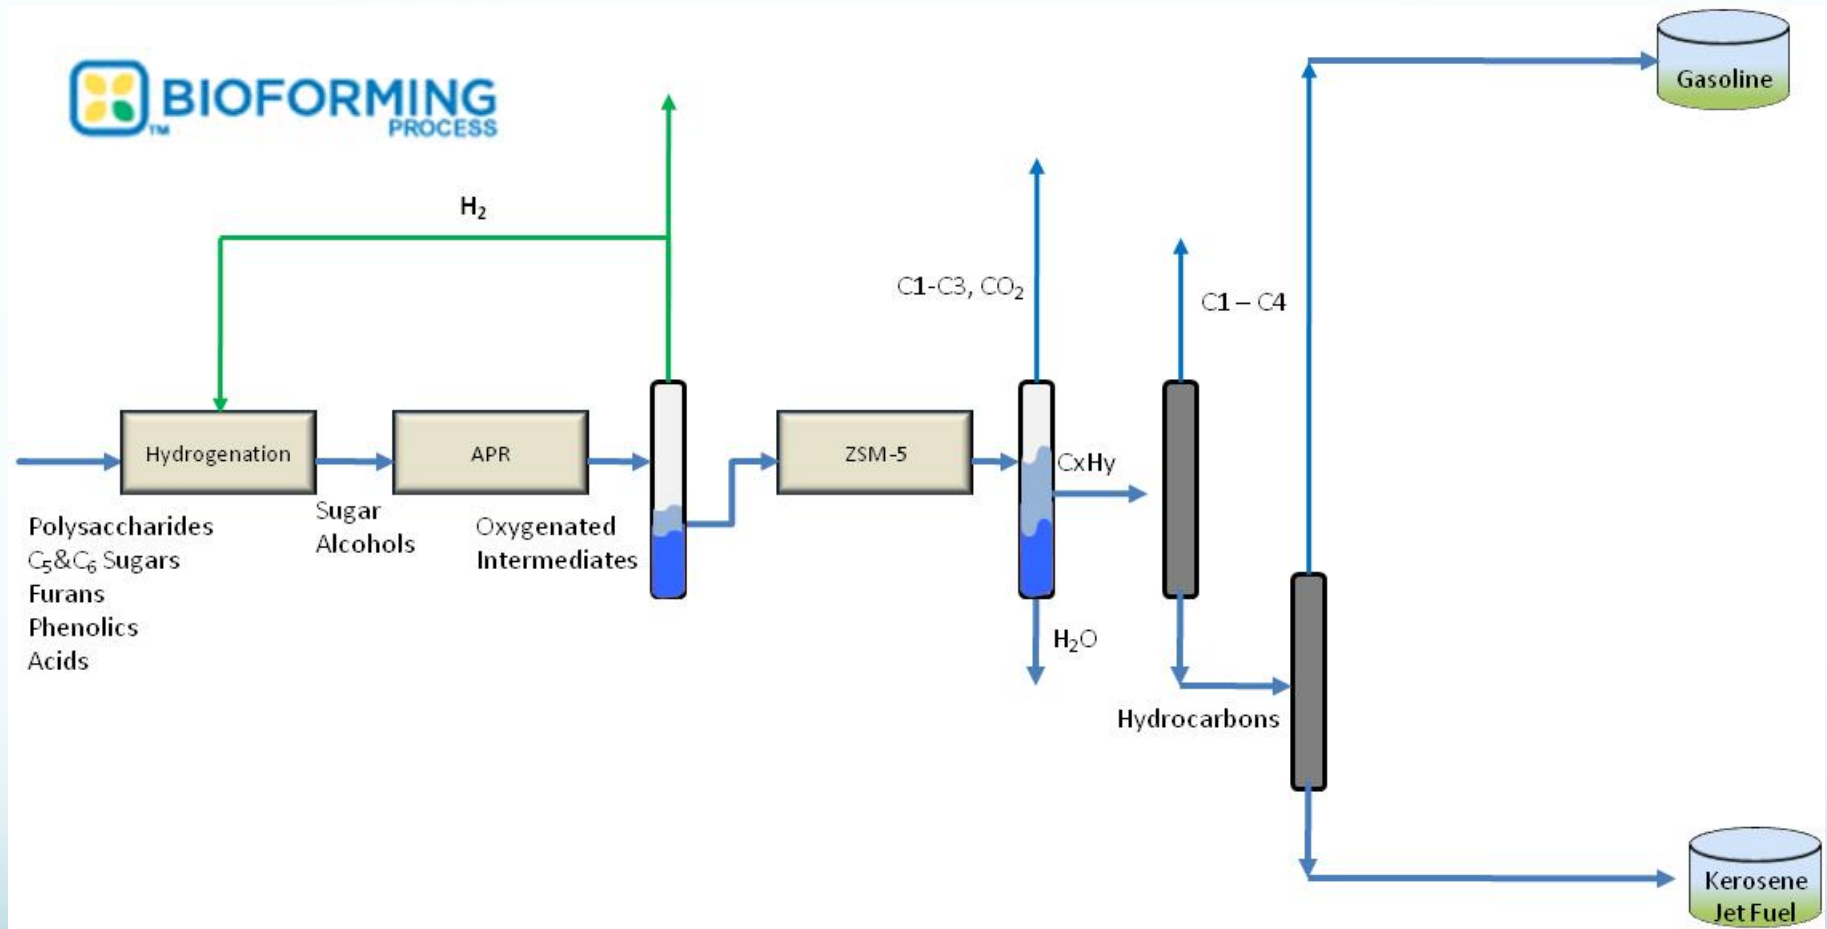 BIOFORMING
™ PROCESS
Gasoline
H₂
C1-C3, CO₂
C1 – C4
Hydrogenation
APR
ZSM-5
CxHy
Sugar
Alcohols
Oxygenated
Intermediates
Polysaccharides
C₅&C₆ Sugars
Furans
Phenolics
Acids
H₂O
Hydrocarbons
Kerosene
Jet Fuel